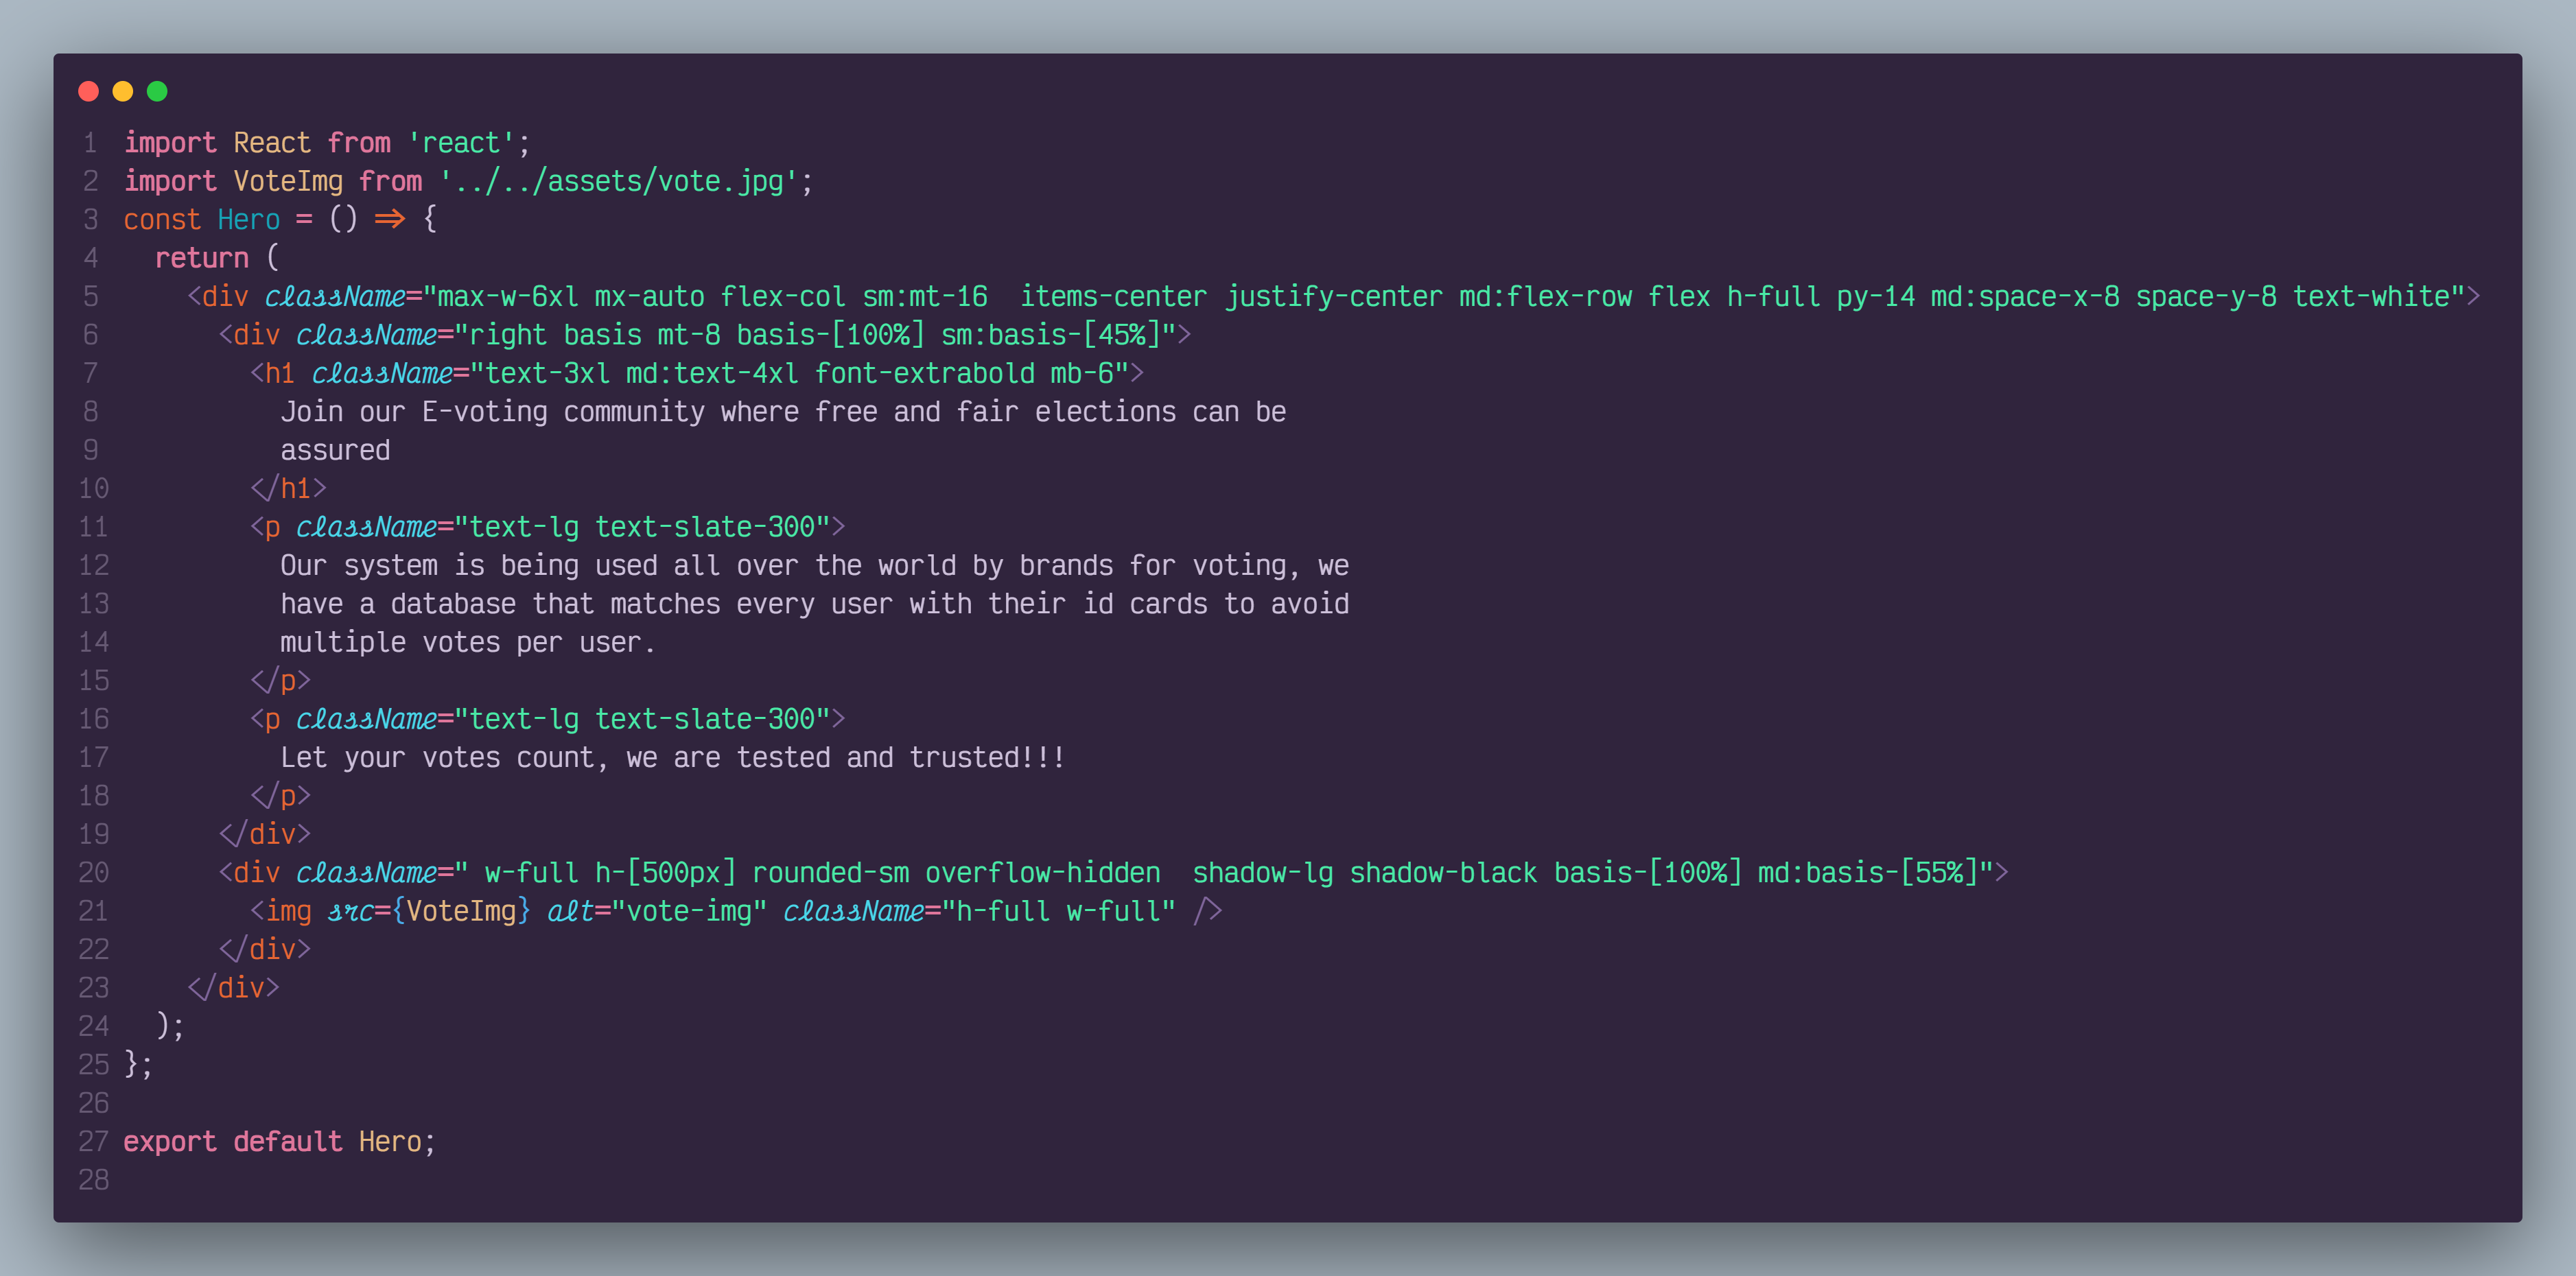 1 import React from 'react';
2 import VoteImg from '../../assets/vote.jpg';
3 const Hero = () => {
4   return (
5     <div className="max-w-6xl mx-auto flex-col sm:mt-16  items-center justify-center md:flex-row flex h-full py-14 md:space-x-8 space-y-8 text-white">
6       <div className="right basis mt-8 basis-[100%] sm:basis-[45%]">
7         <h1 className="text-3xl md:text-4xl font-extrabold mb-6">
8           Join our E-voting community where free and fair elections can be
9           assured
10         </h1>
11         <p className="text-lg text-slate-300">
12           Our system is being used all over the world by brands for voting, we
13           have a database that matches every user with their id cards to avoid
14           multiple votes per user.
15         </p>
16         <p className="text-lg text-slate-300">
17           Let your votes count, we are tested and trusted!!!
18         </p>
19       </div>
20       <div className=" w-full h-[500px] rounded-sm overflow-hidden  shadow-lg shadow-black basis-[100%] md:basis-[55%]">
21         <img src={VoteImg} alt="vote-img" className="h-full w-full" />
22       </div>
23     </div>
24   );
25 };
26
27 export default Hero;
28